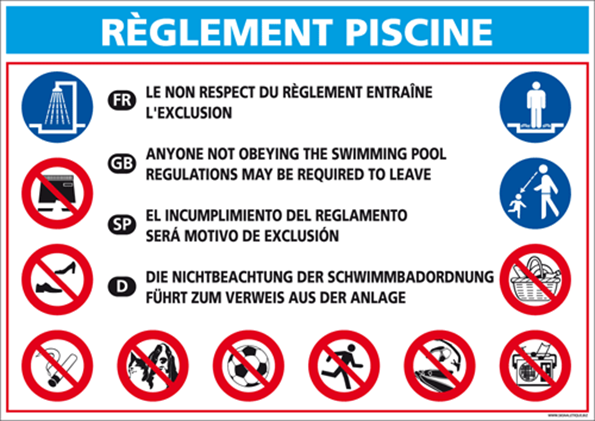 RÈGLEMENT PISCINE
FR LE NON RESPECT DU RÈGLEMENT ENTRAÎNE
L'EXCLUSION
GB ANYONE NOT OBEYING THE SWIMMING POOL
REGULATIONS MAY BE REQUIRED TO LEAVE
SP EL INCUMPLIMIENTO DEL REGLAMENTO
SERÁ MOTIVO DE EXCLUSIÓN
D DIE NICHTBEACHTUNG DER SCHWIMMBADORDNUNG
FÜHRT ZUM VERWEIS AUS DER ANLAGE